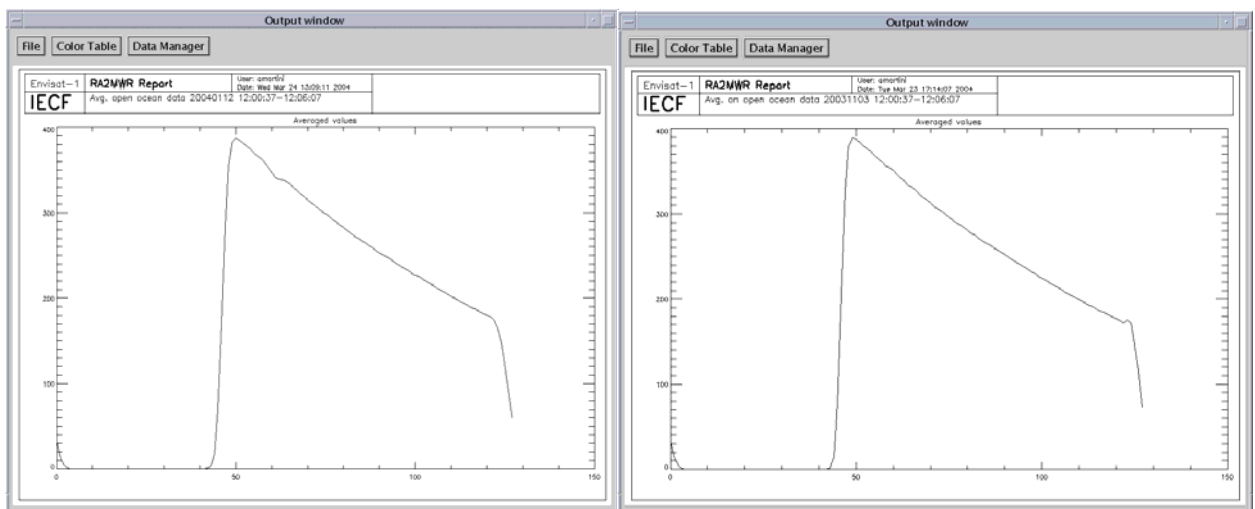 Output window
File Color Table Data Manager
Envisat-1 RA2MWR Report User: amartini
Date: Wed Mar 24 13:09:11 2004
IECF Avg. open ocean data 20040112 12:00:37-12:06:07
Averaged values
400
300
200
100
0
0 50 100 150
Output window
File Color Table Data Manager
Envisat-1 RA2MWR Report User: amartini
Date: Tue Mar 23 17:14:07 2004
IECF Avg. on open ocean data 20031103 12:00:37-12:06:07
Averaged values
400
300
200
100
0
0 50 100 150